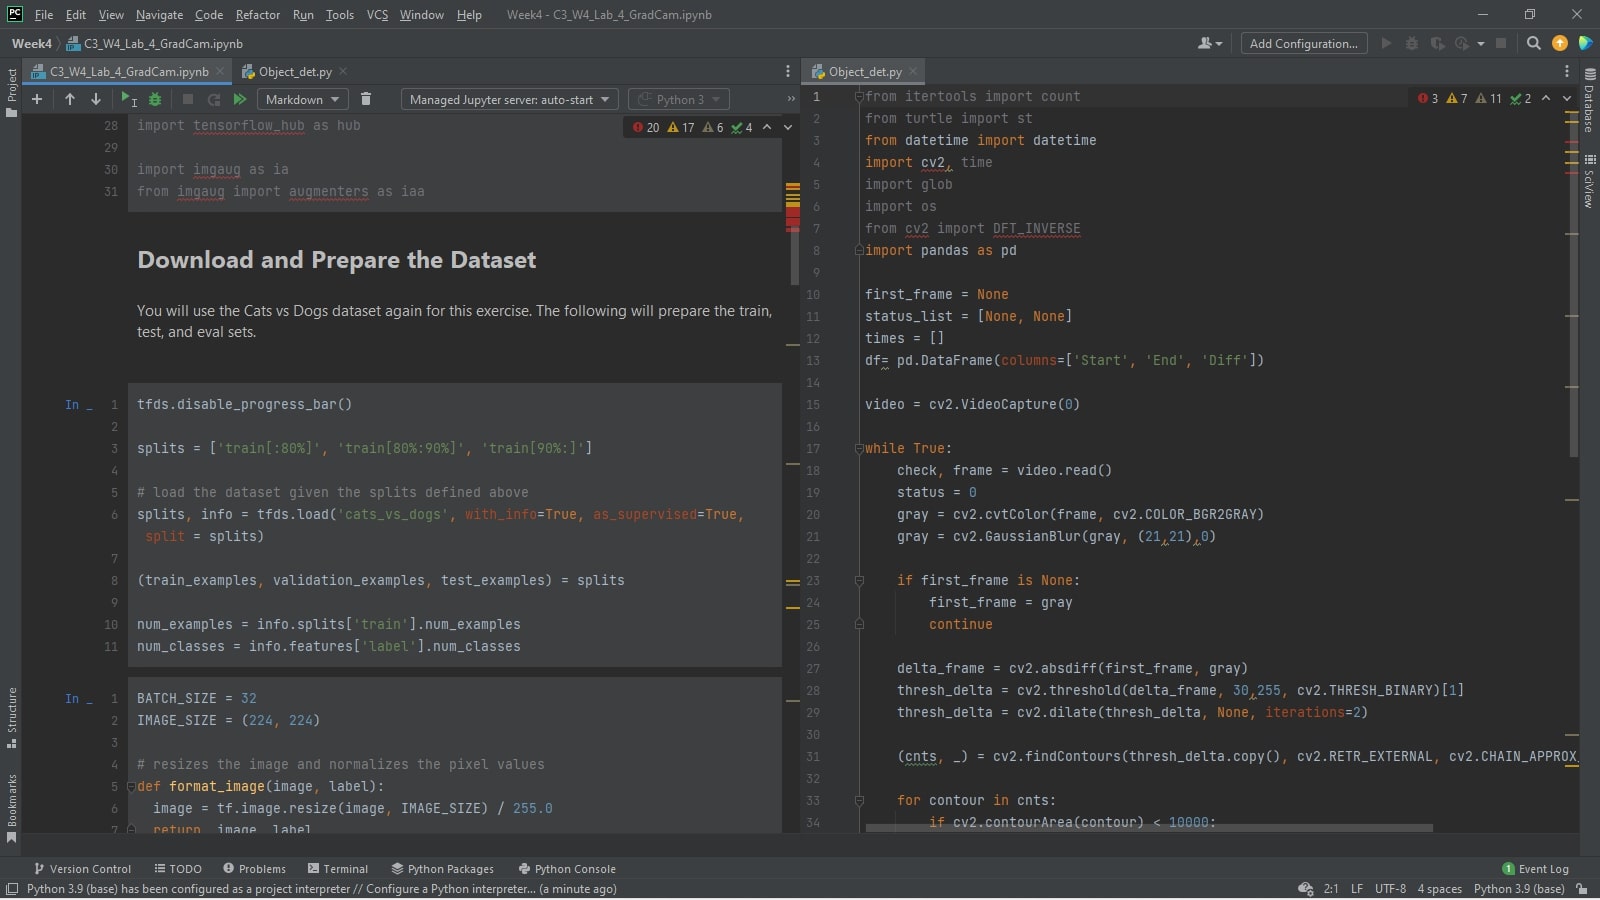 PC File Edit View Navigate Code Refactor Run Tools VCS Window Help Week4 - C3_W4_Lab_4_GradCam.ipynb
Week4 C3_W4_Lab_4_GradCam.ipynb Add Configuration...
C3_W4_Lab_4_GradCam.ipynb Object_det.py
Markdown Managed Jupyter server: auto-start Python 3
20 17 6 4
28 import tensorflow_hub as hub
29
30 import imgaug as ia
31 from imgaug import augmenters as iaa
Download and Prepare the Dataset
You will use the Cats vs Dogs dataset again for this exercise. The following will prepare the train,
test, and eval sets.
In _ 1 tfds.disable_progress_bar()
2
3 splits = ['train[:80%]', 'train[80%:90%]', 'train[90%:]']
4
5 # load the dataset given the splits defined above
6 splits, info = tfds.load('cats_vs_dogs', with_info=True, as_supervised=True,
split = splits)
7
8 (train_examples, validation_examples, test_examples) = splits
9
10 num_examples = info.splits['train'].num_examples
11 num_classes = info.features['label'].num_classes
In _ 1 BATCH_SIZE = 32
2 IMAGE_SIZE = (224, 224)
3
4 # resizes the image and normalizes the pixel values
5 def format_image(image, label):
6 image = tf.image.resize(image, IMAGE_SIZE) / 255.0
7 return image, label
Object_det.py
3 7 11 2
1 from itertools import count
2 from turtle import st
3 from datetime import datetime
4 import cv2, time
5 import glob
6 import os
7 from cv2 import DFT_INVERSE
8 import pandas as pd
9
10 first_frame = None
11 status_list = [None, None]
12 times = []
13 df= pd.DataFrame(columns=['Start', 'End', 'Diff'])
14
15 video = cv2.VideoCapture(0)
16
17 while True:
18 check, frame = video.read()
19 status = 0
20 gray = cv2.cvtColor(frame, cv2.COLOR_BGR2GRAY)
21 gray = cv2.GaussianBlur(gray, (21,21),0)
22
23 if first_frame is None:
24 first_frame = gray
25 continue
26
27 delta_frame = cv2.absdiff(first_frame, gray)
28 thresh_delta = cv2.threshold(delta_frame, 30,255, cv2.THRESH_BINARY)[1]
29 thresh_delta = cv2.dilate(thresh_delta, None, iterations=2)
30
31 (cnts, _) = cv2.findContours(thresh_delta.copy(), cv2.RETR_EXTERNAL, cv2.CHAIN_APPROX_
32
33 for contour in cnts:
34 if cv2.contourArea(contour) < 10000:
Project
Structure
Bookmarks
Database
SciView
Version Control TODO Problems Terminal Python Packages Python Console 1 Event Log
Python 3.9 (base) has been configured as a project interpreter // Configure a Python interpreter... (a minute ago) 2:1 LF UTF-8 4 spaces Python 3.9 (base)